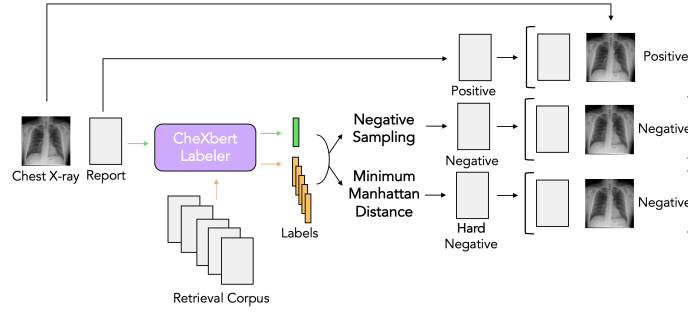 Positive
Positive
CheXbert
Labeler
Negative
Sampling
Negative
Negative
Chest X-ray
Report
Minimum
Manhattan
Distance
Labels
Hard
Negative
Negative
Retrieval Corpus